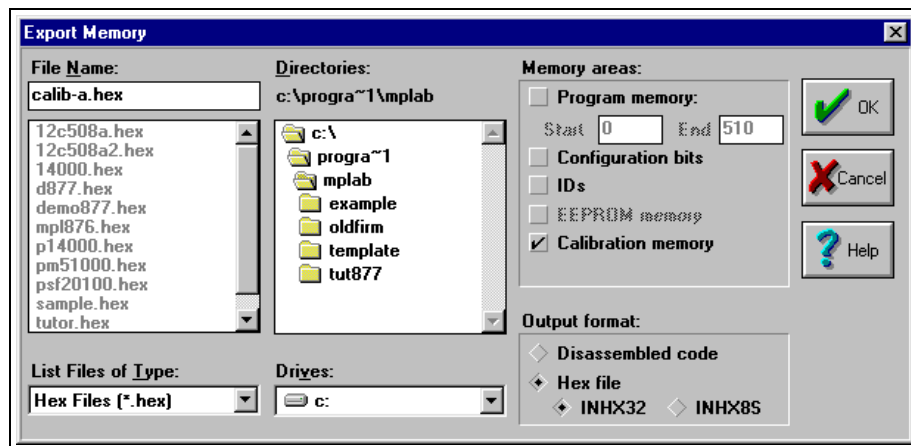 Export Memory
File Name:
calib-a.hex
12c508a.hex
12c508a2.hex
14000.hex
d877.hex
demo877.hex
mpl876.hex
p14000.hex
pm51000.hex
psf20100.hex
sample.hex
tutor.hex
List Files of Type:
Hex Files (*.hex)
Directories:
c:\progra~1\mplab
c:\
progra~1
mplab
example
oldfirm
template
tut877
Drives:
c:
Memory areas:
Program memory:
Start 0 End 510
Configuration bits
IDs
EEPROM memory
Calibration memory
Output format:
Disassembled code
Hex file
INHX32 INHX8S
OK
Cancel
Help